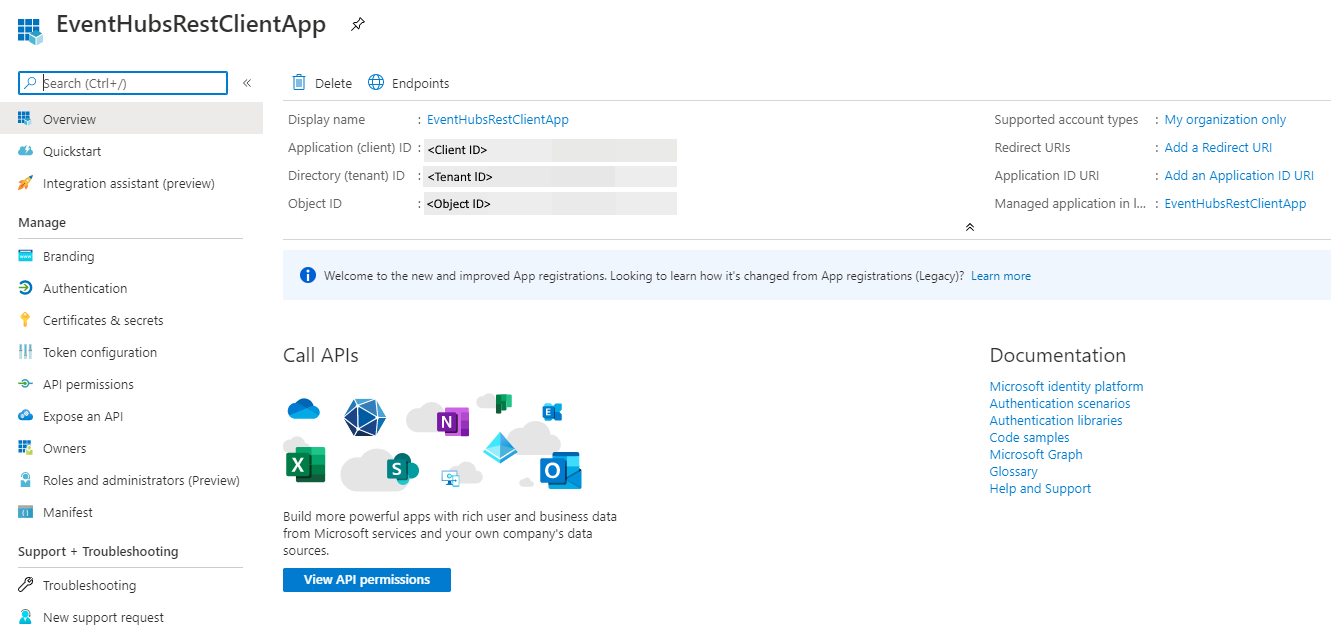 EventHubsRestClientApp
Search (Ctrl+/)
«
Overview
Quickstart
Integration assistant (preview)
Manage
Branding
Authentication
Certificates & secrets
Token configuration
API permissions
Expose an API
Owners
Roles and administrators (Preview)
Manifest
Support + Troubleshooting
Troubleshooting
New support request
Delete
Endpoints
Display name : EventHubsRestClientApp
Application (client) ID : <Client ID>
Directory (tenant) ID : <Tenant ID>
Object ID : <Object ID>
Supported account types : My organization only
Redirect URIs : Add a Redirect URI
Application ID URI : Add an Application ID URI
Managed application in l... : EventHubsRestClientApp
Welcome to the new and improved App registrations. Looking to learn how it's changed from App registrations (Legacy)? Learn more
Call APIs
N
E
X
S
O
Build more powerful apps with rich user and business data
from Microsoft services and your own company's data
sources.
View API permissions
Documentation
Microsoft identity platform
Authentication scenarios
Authentication libraries
Code samples
Microsoft Graph
Glossary
Help and Support